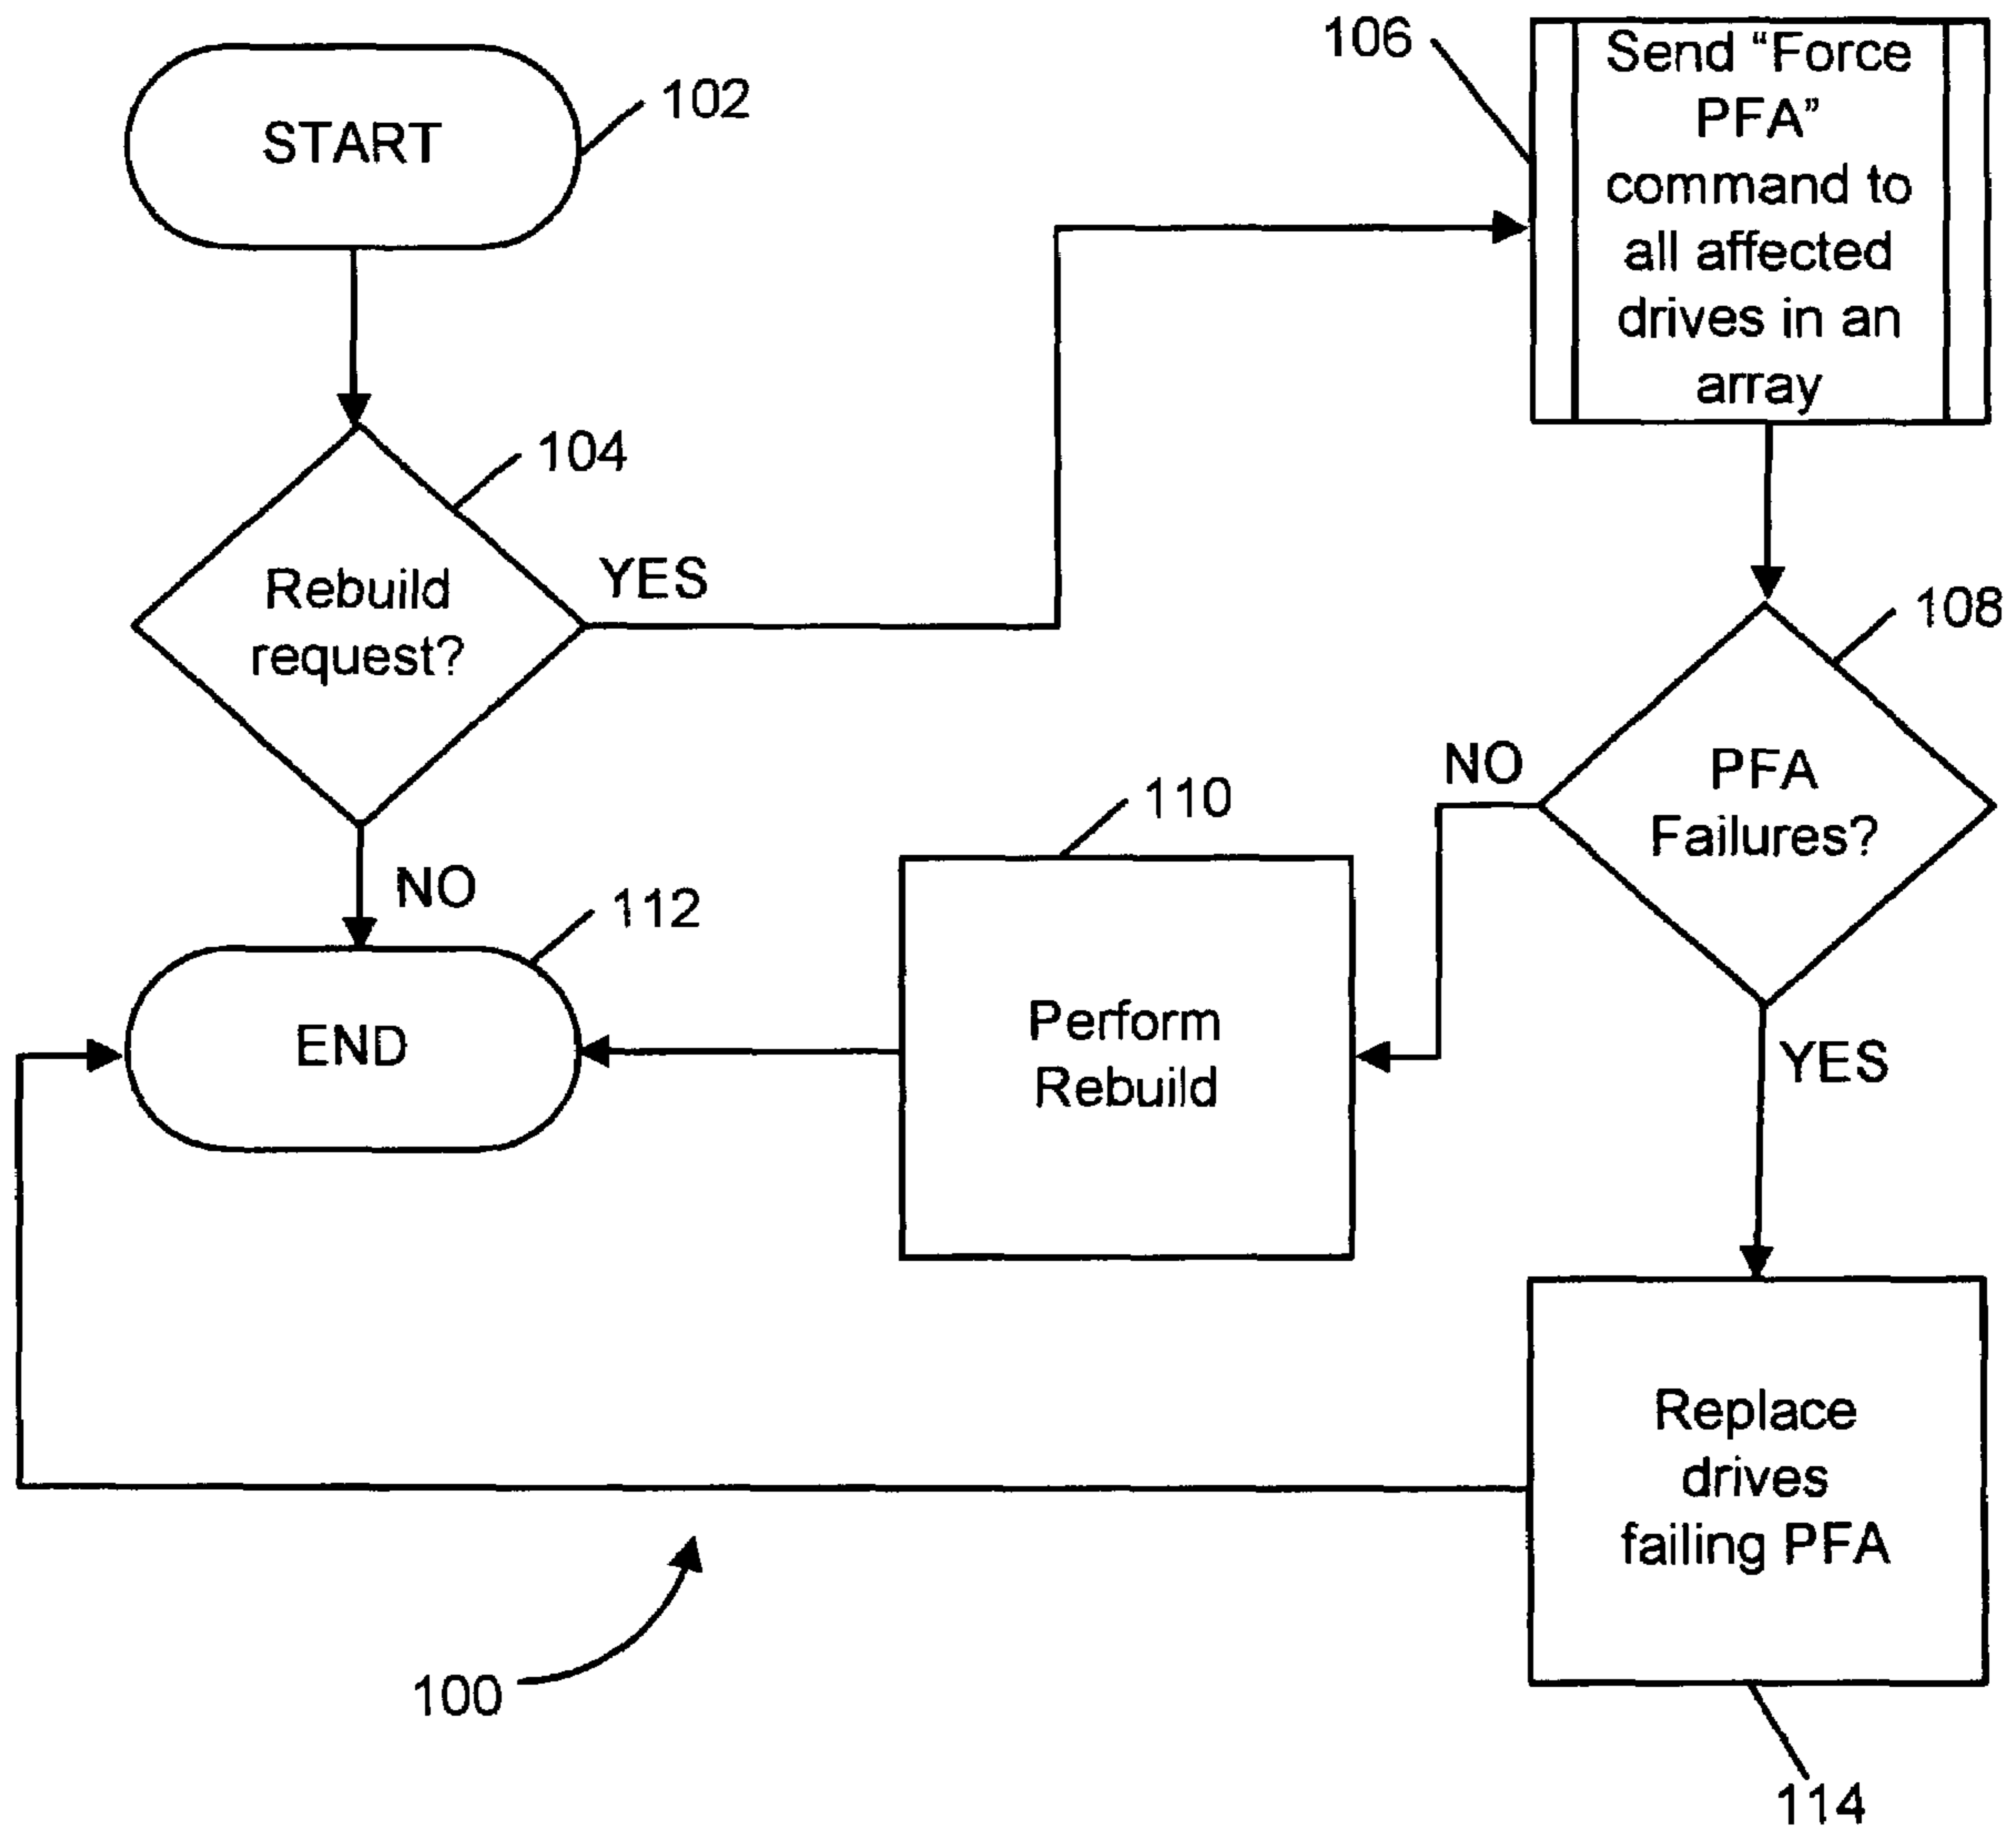 START
102
106
Send “Force
PFA”
command to
all affected
drives in an
array
104
Rebuild
request?
YES
108
PFA
Failures?
NO
110
NO
112
END
Perform
Rebuild
YES
Replace
drives
failing PFA
100
114